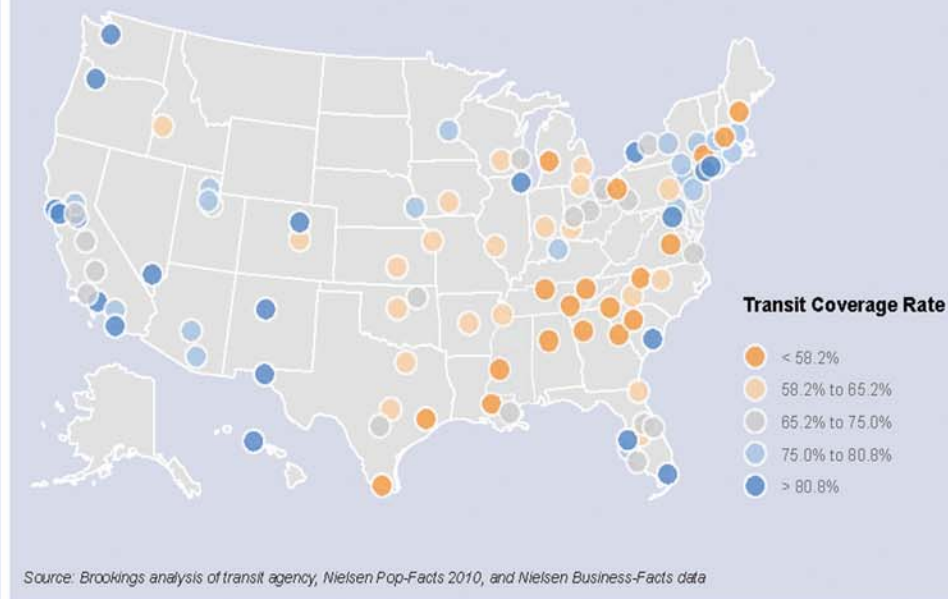 Transit Coverage Rate
< 58.2%
58.2% to 65.2%
65.2% to 75.0%
75.0% to 80.8%
> 80.8%
Source: Brookings analysis of transit agency, Nielsen Pop-Facts 2010, and Nielsen Business-Facts data